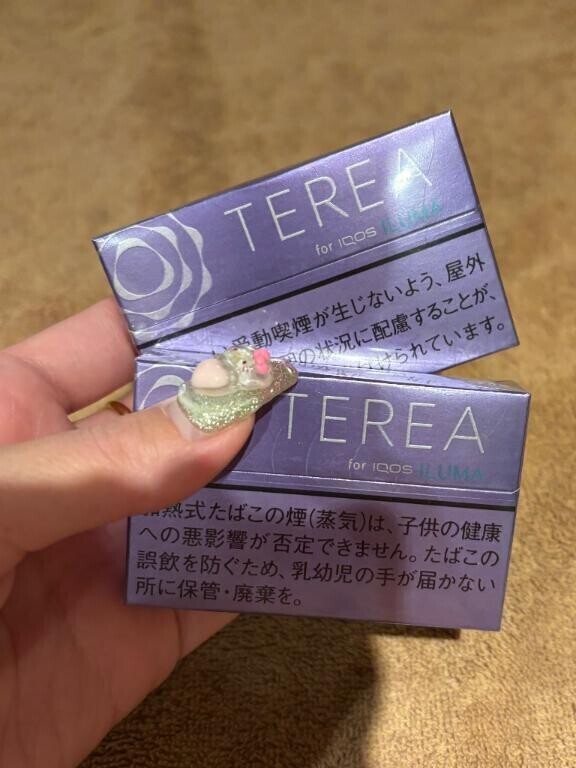 TEREA
for IQOS ILUMA
受動喫煙が生じないよう、屋外
の状況に配慮することが、
けられています。
TEREA
for IQOS ILUMA
熱式たばこの煙(蒸気)は、子供の健康
への悪影響が否定できません。たばこの
誤飲を防ぐため、乳幼児の手が届かない
所に保管・廃棄を。